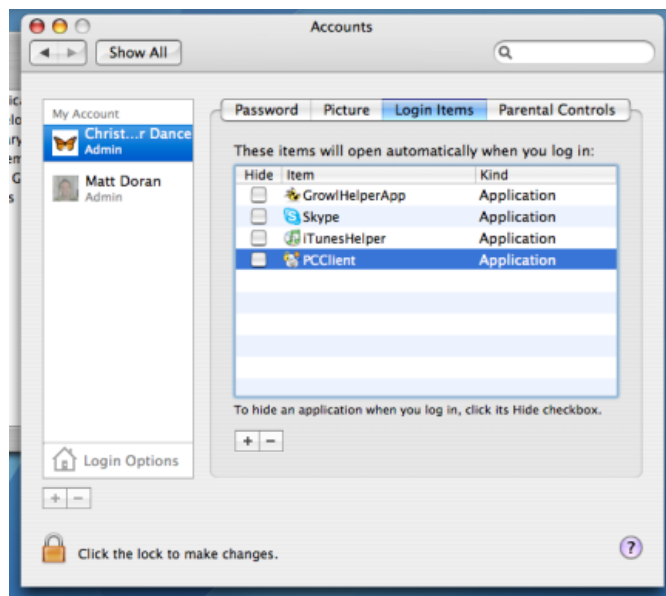 Accounts
Show All
My Account
Christ...r Dance
Admin
Matt Doran
Admin
Login Options
Password Picture Login Items Parental Controls
These items will open automatically when you log in:
Hide Item Kind
GrowlHelperApp Application
Skype Application
iTunesHelper Application
PCClient Application
To hide an application when you log in, click its Hide checkbox.
+ −
+ −
Click the lock to make changes.
?